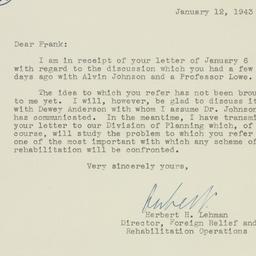 January 12, 1943
Dear Frank:
I am in receipt of your letter of January 6
with regard to the discussion which you had a few
days ago with Alvin Johnson and a Professor Lowe.
The idea to which you refer has not been brou
to me yet. I will, however, be glad to discuss it
with Dewey Anderson with whom I assume Dr. Johnson
has communicated. In the meantime, I have transmi
your letter to our Division of Planning which, of
course, will study the problem to which you refer
one of the most important with which any scheme of
rehabilitation will be confronted.
Very sincerely yours,
Herbert H. Lehman
Director, Foreign Relief and
Rehabilitation Operations